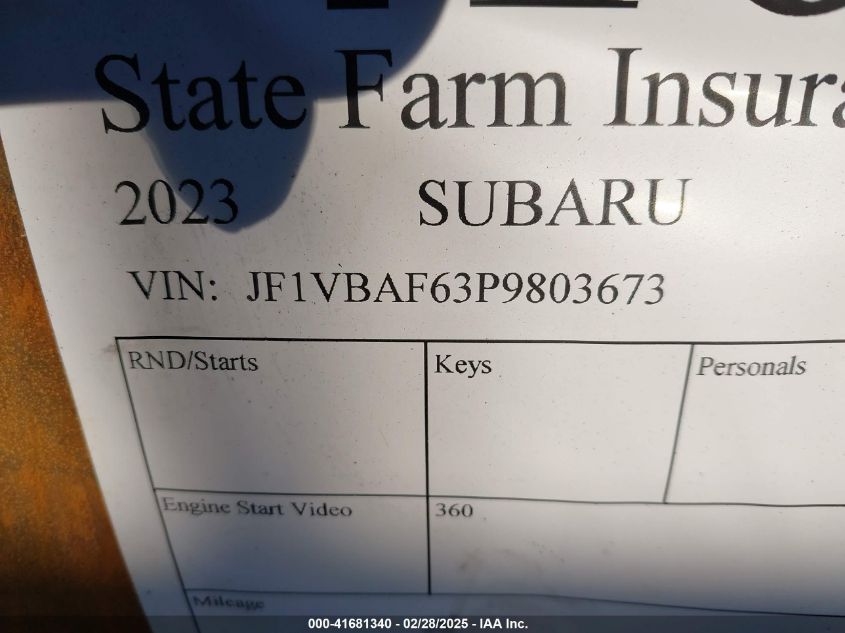 State Farm Insura
2023 SUBARU
VIN: JF1VBAF63P9803673
RND/Starts Keys Personals
Engine Start Video 360
Mileage
000-41681340 - 02/28/2025 - IAA Inc.